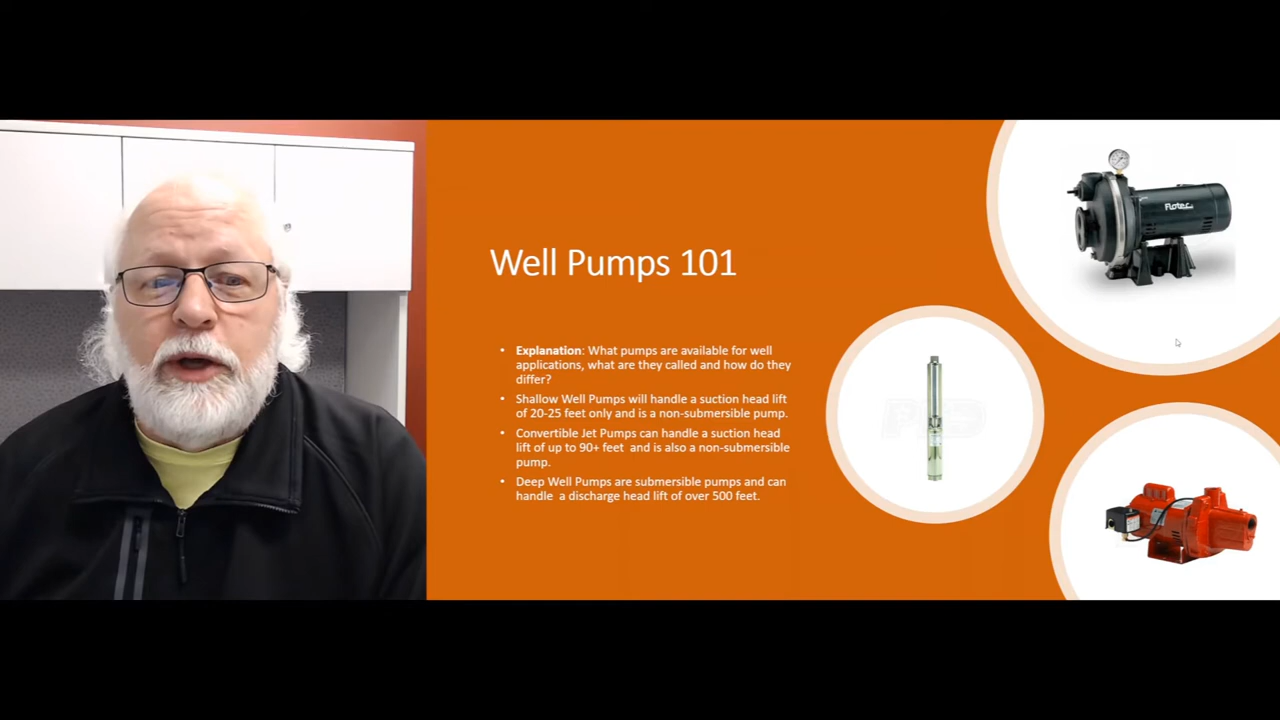 Well Pumps 101
• Explanation: What pumps are available for well
applications, what are they called and how do they
differ?
• Shallow Well Pumps will handle a suction head lift
of 20-25 feet only and is a non-submersible pump.
• Convertible Jet Pumps can handle a suction head
lift of up to 90+ feet and is also a non-submersible
pump.
• Deep Well Pumps are submersible pumps and can
handle a discharge head lift of over 500 feet.
Flotec